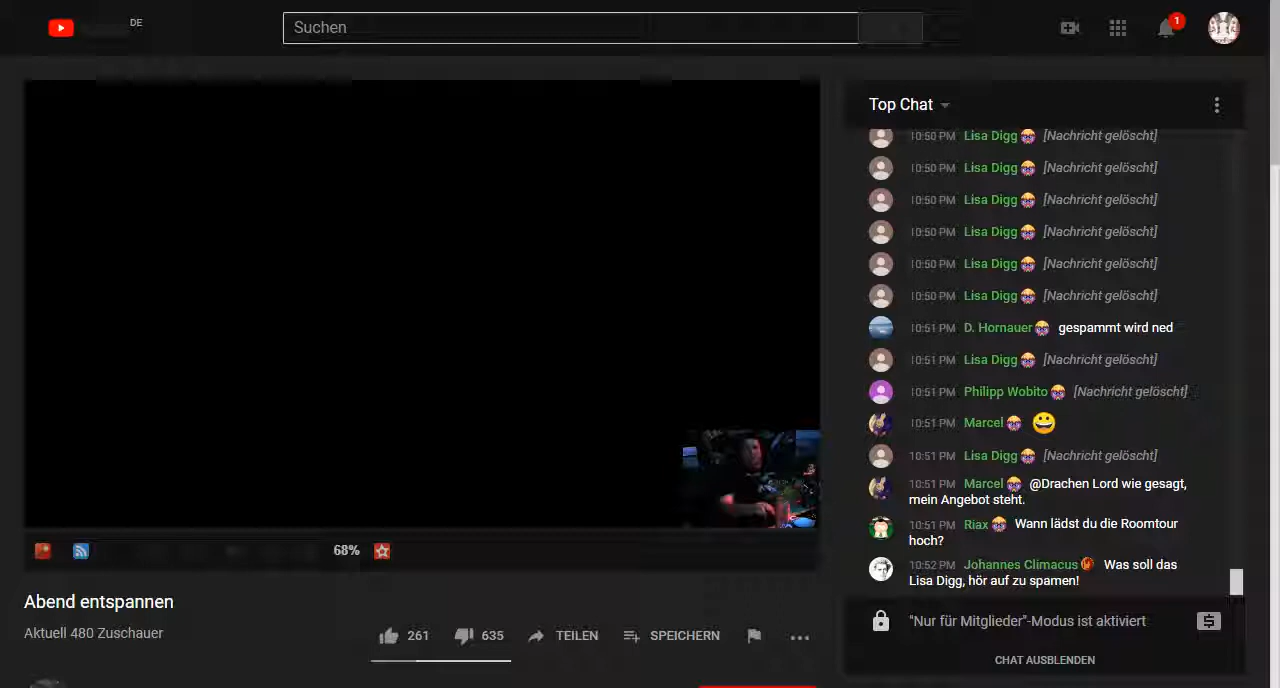 DE
Suchen
1
Top Chat
10:50 PM Lisa Digg [Nachricht gelöscht]
10:50 PM Lisa Digg [Nachricht gelöscht]
10:50 PM Lisa Digg [Nachricht gelöscht]
10:50 PM Lisa Digg [Nachricht gelöscht]
10:50 PM Lisa Digg [Nachricht gelöscht]
10:50 PM Lisa Digg [Nachricht gelöscht]
10:51 PM D. Hornauer gespammt wird ned
10:51 PM Lisa Digg [Nachricht gelöscht]
10:51 PM Philipp Wobito [Nachricht gelöscht]
10:51 PM Marcel 😀
10:51 PM Lisa Digg [Nachricht gelöscht]
10:51 PM Marcel @Drachen Lord wie gesagt,
mein Angebot steht.
10:51 PM Riax Wann lädst du die Roomtour
hoch?
10:52 PM Johannes Climacus Was soll das
Lisa Digg, hör auf zu spamen!
"Nur für Mitglieder"-Modus ist aktiviert
CHAT AUSBLENDEN
68%
Abend entspannen
Aktuell 480 Zuschauer
261
635
TEILEN
SPEICHERN